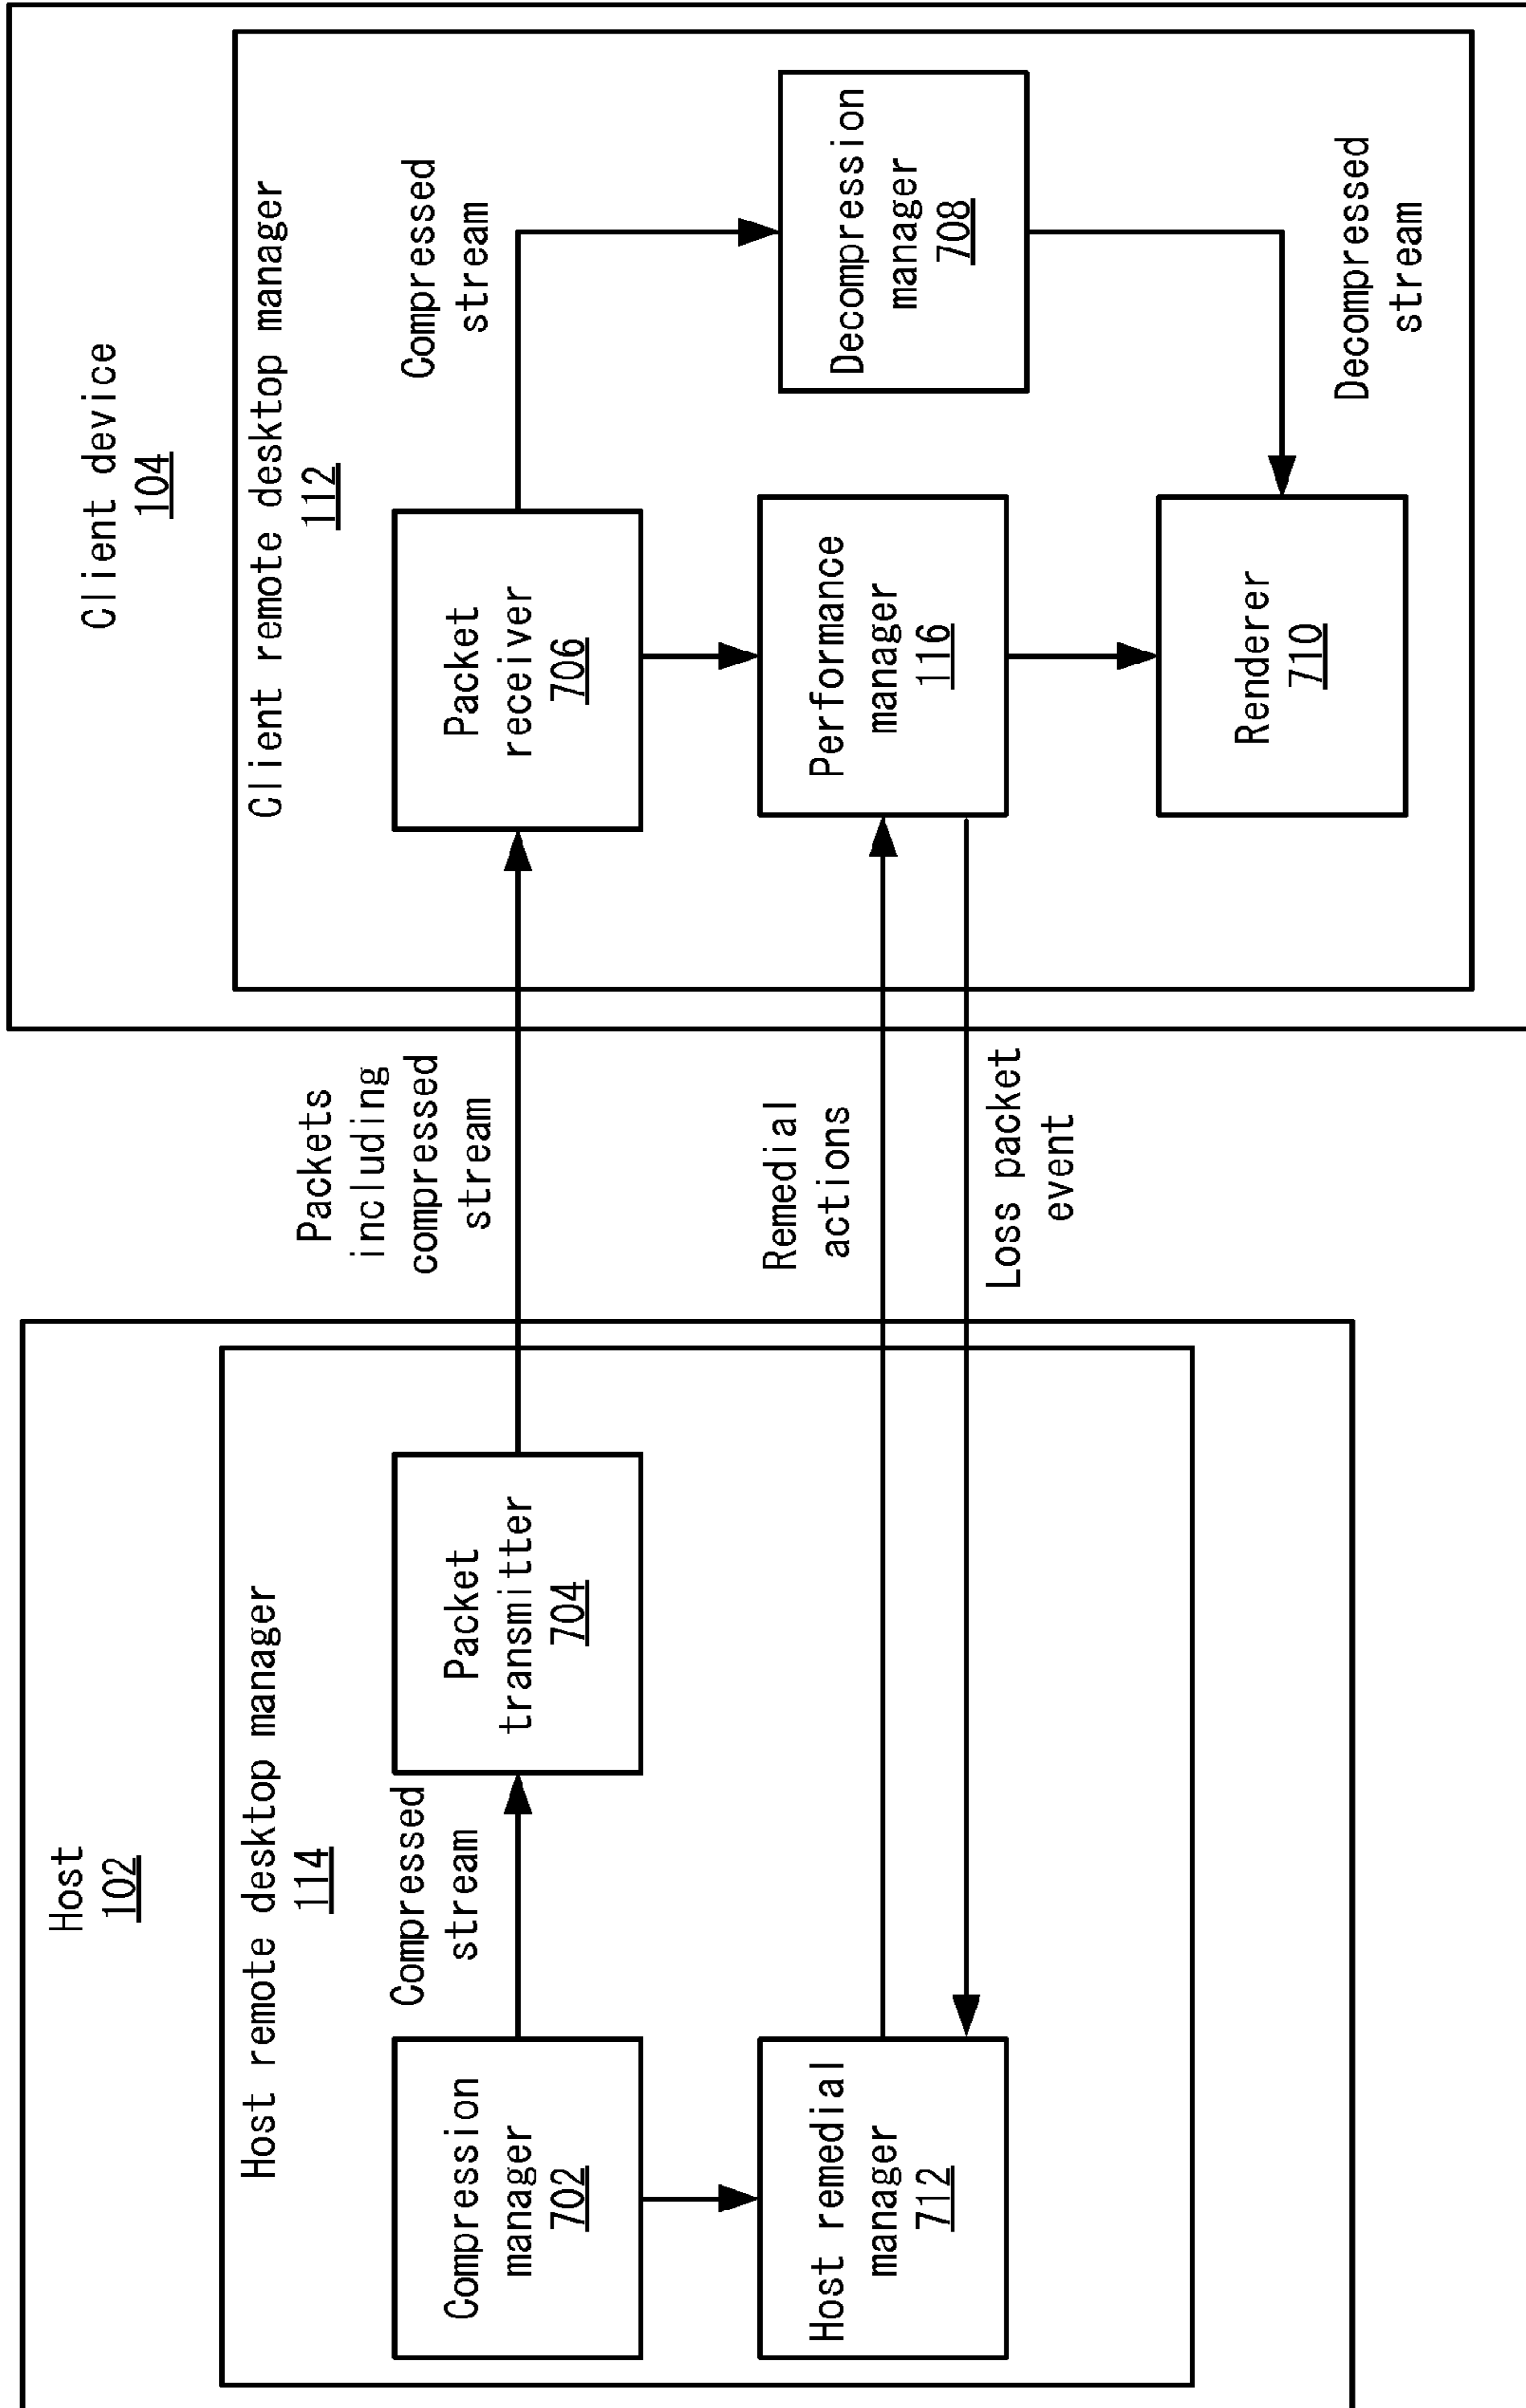 Host
102
Host remote desktop manager
114
Compression
manager
702
Compressed
stream
Packet
transmitter
704
Host remedial
manager
712
Packets
including
compressed
stream
Remedial
actions
Loss packet
event
Client device
104
Client remote desktop manager
112
Packet
receiver
706
Compressed
stream
Performance
manager
116
Decompression
manager
708
Renderer
710
Decompressed
stream